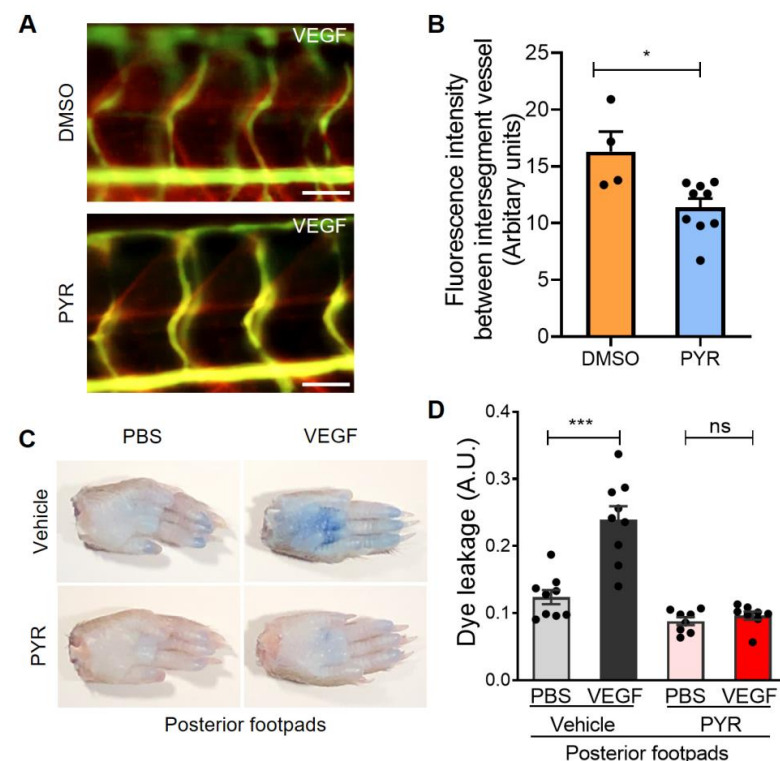 A
VEGF
DMSO
VEGF
PYR
B
Fluorescence intensity
between intersegment vessel
(Arbitary units)
25
20
15
10
5
0
*
DMSO
PYR
C
PBS
VEGF
Vehicle
PYR
Posterior footpads
D
Dye leakage (A.U.)
0.4
0.3
0.2
0.1
0.0
***
ns
PBS VEGF PBS VEGF
Vehicle PYR
Posterior footpads